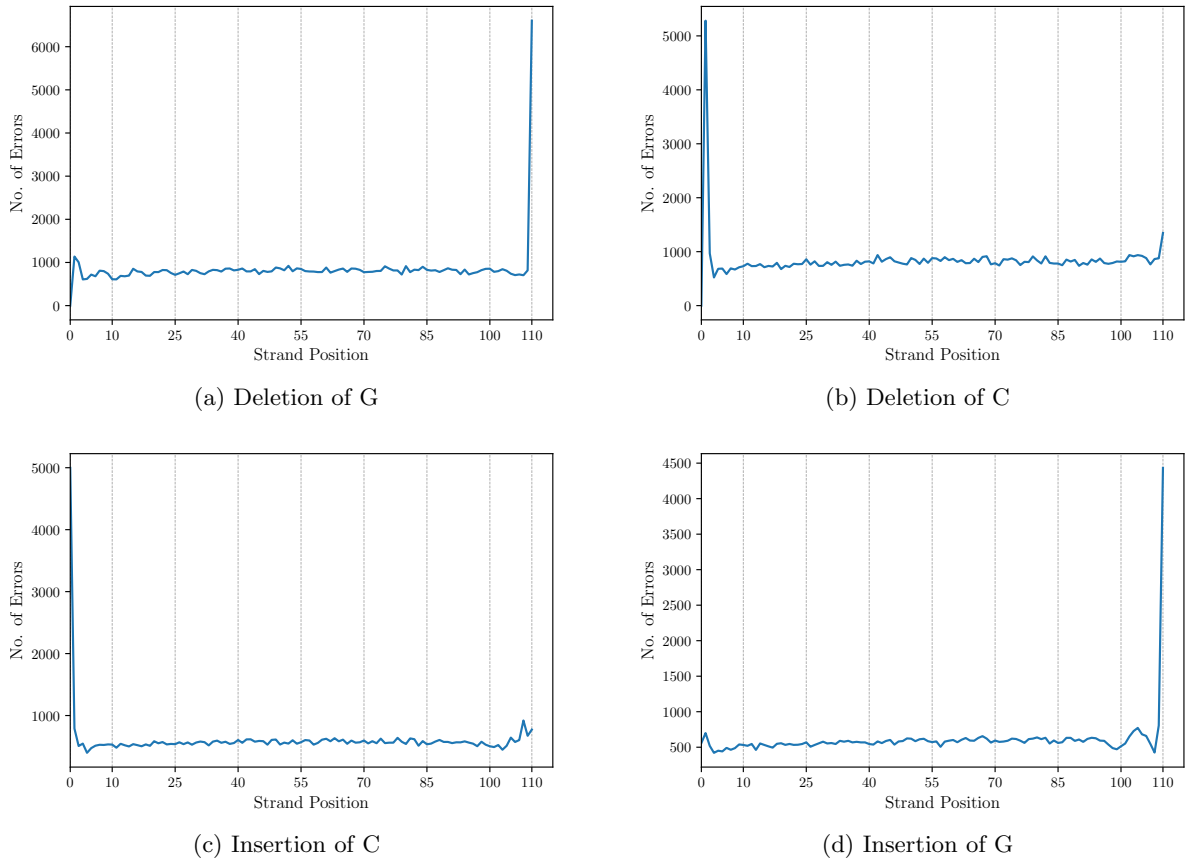 No. of Errors
6000
5000
4000
3000
2000
1000
0
0 10 25 40 55 70 85 100 110
Strand Position
(a) Deletion of G
No. of Errors
5000
4000
3000
2000
1000
0
0 10 25 40 55 70 85 100 110
Strand Position
(b) Deletion of C
No. of Errors
5000
4000
3000
2000
1000
0 10 25 40 55 70 85 100 110
Strand Position
(c) Insertion of C
No. of Errors
4500
4000
3500
3000
2500
2000
1500
1000
500
0 10 25 40 55 70 85 100 110
Strand Position
(d) Insertion of G